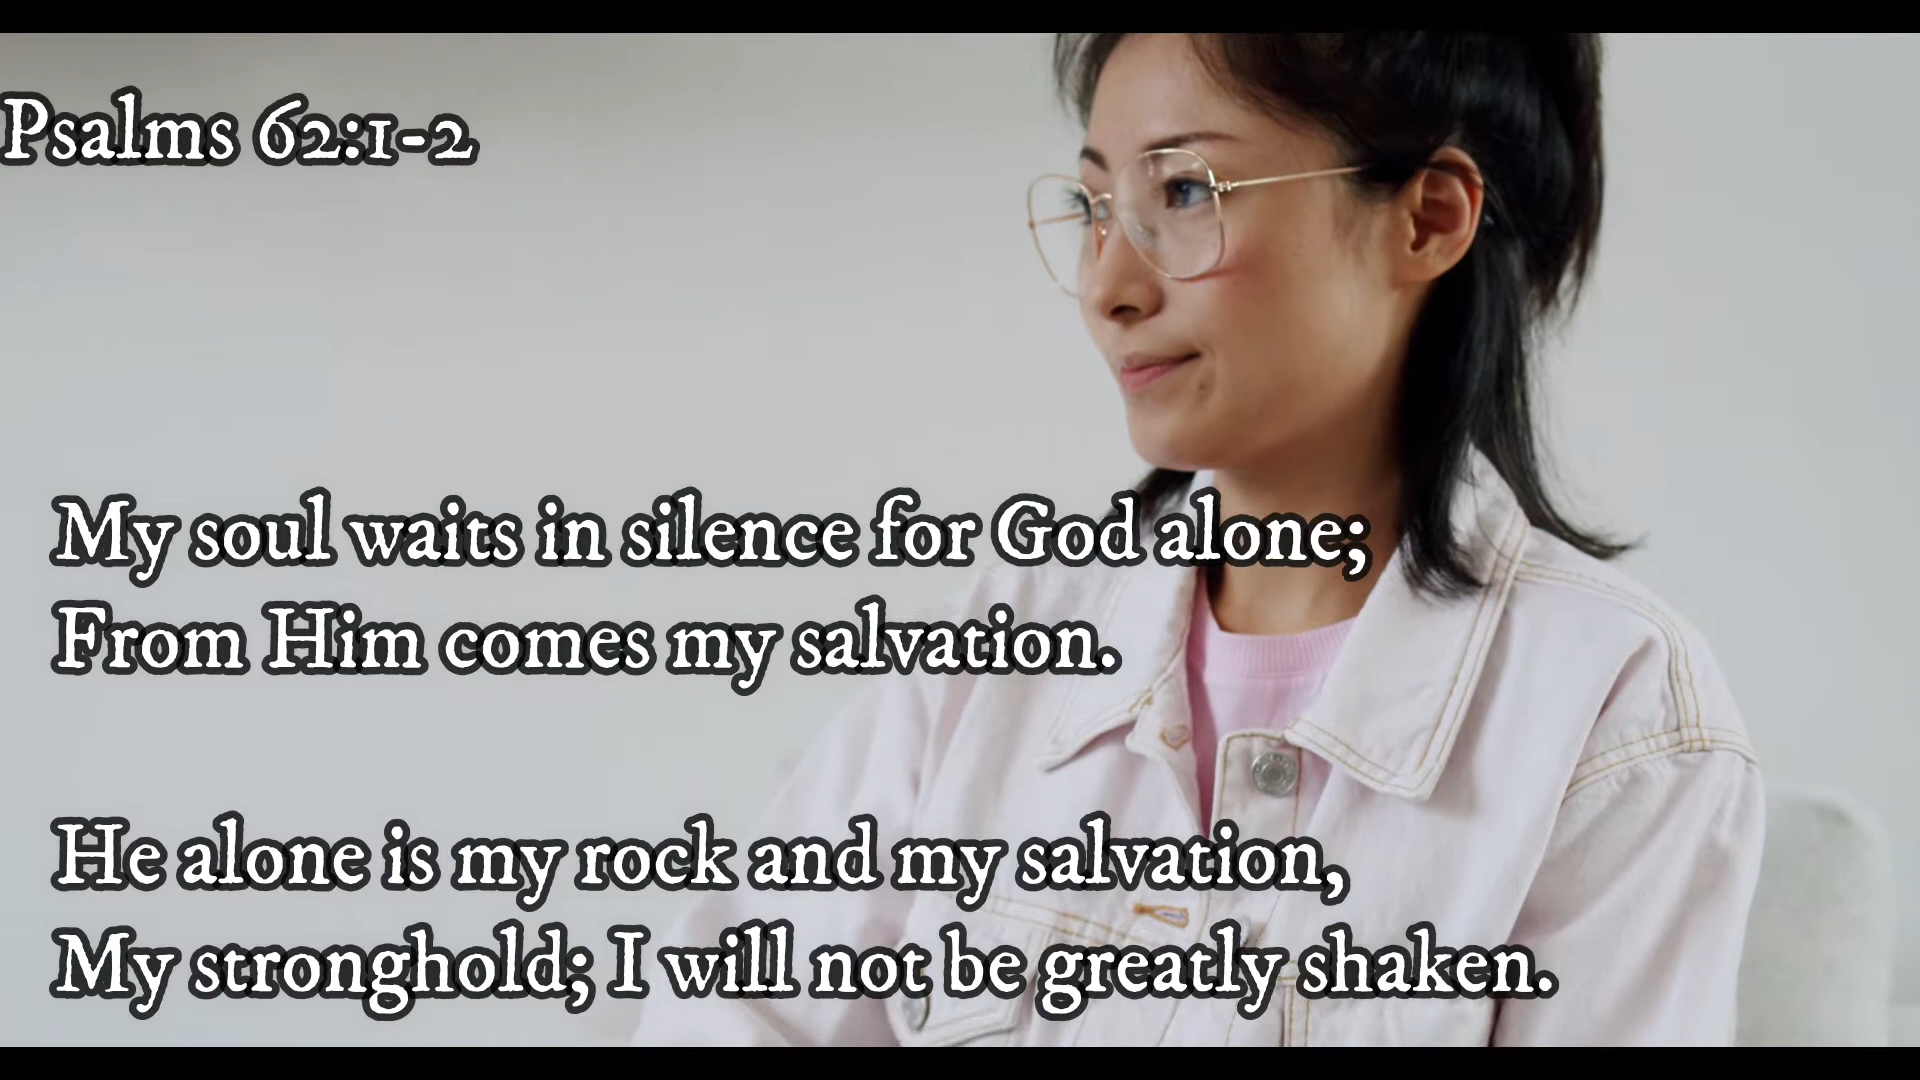 Psalms 62:1-2
My soul waits in silence for God alone;
From Him comes my salvation.
He alone is my rock and my salvation,
My stronghold; I will not be greatly shaken.